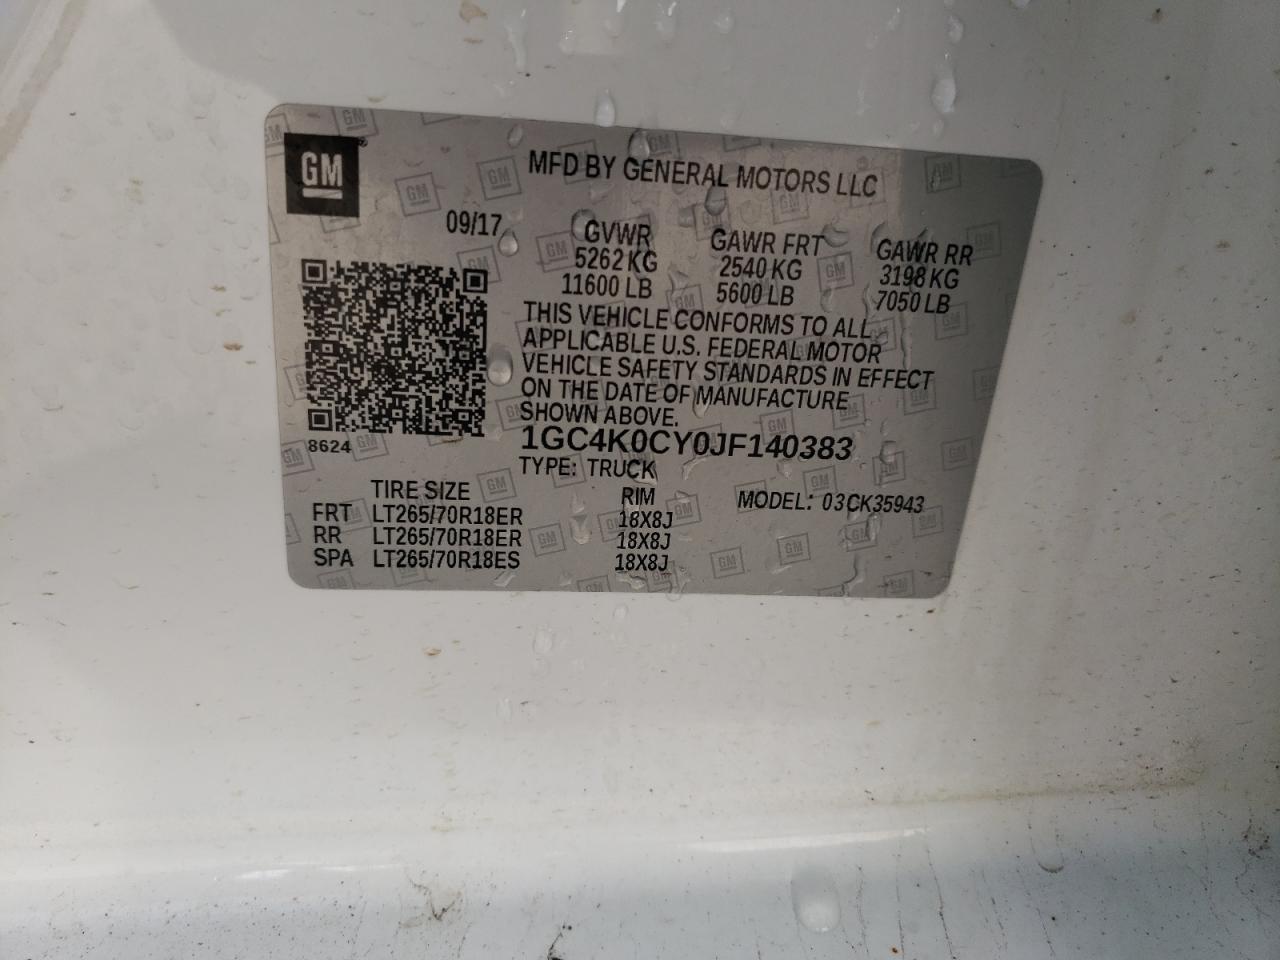 GM
MFD BY GENERAL MOTORS LLC
09/17
GVWR GAWR FRT GAWR RR
5262 KG 2540 KG 3198 KG
11600 LB 5600 LB 7050 LB
THIS VEHICLE CONFORMS TO ALL
APPLICABLE U.S. FEDERAL MOTOR
VEHICLE SAFETY STANDARDS IN EFFECT
ON THE DATE OF MANUFACTURE
SHOWN ABOVE.
8624
1GC4K0CY0JF140383
TYPE: TRUCK
TIRE SIZE RIM MODEL: 03CK35943
FRT LT265/70R18ER 18X8J
RR LT265/70R18ER 18X8J
SPA LT265/70R18ES 18X8J